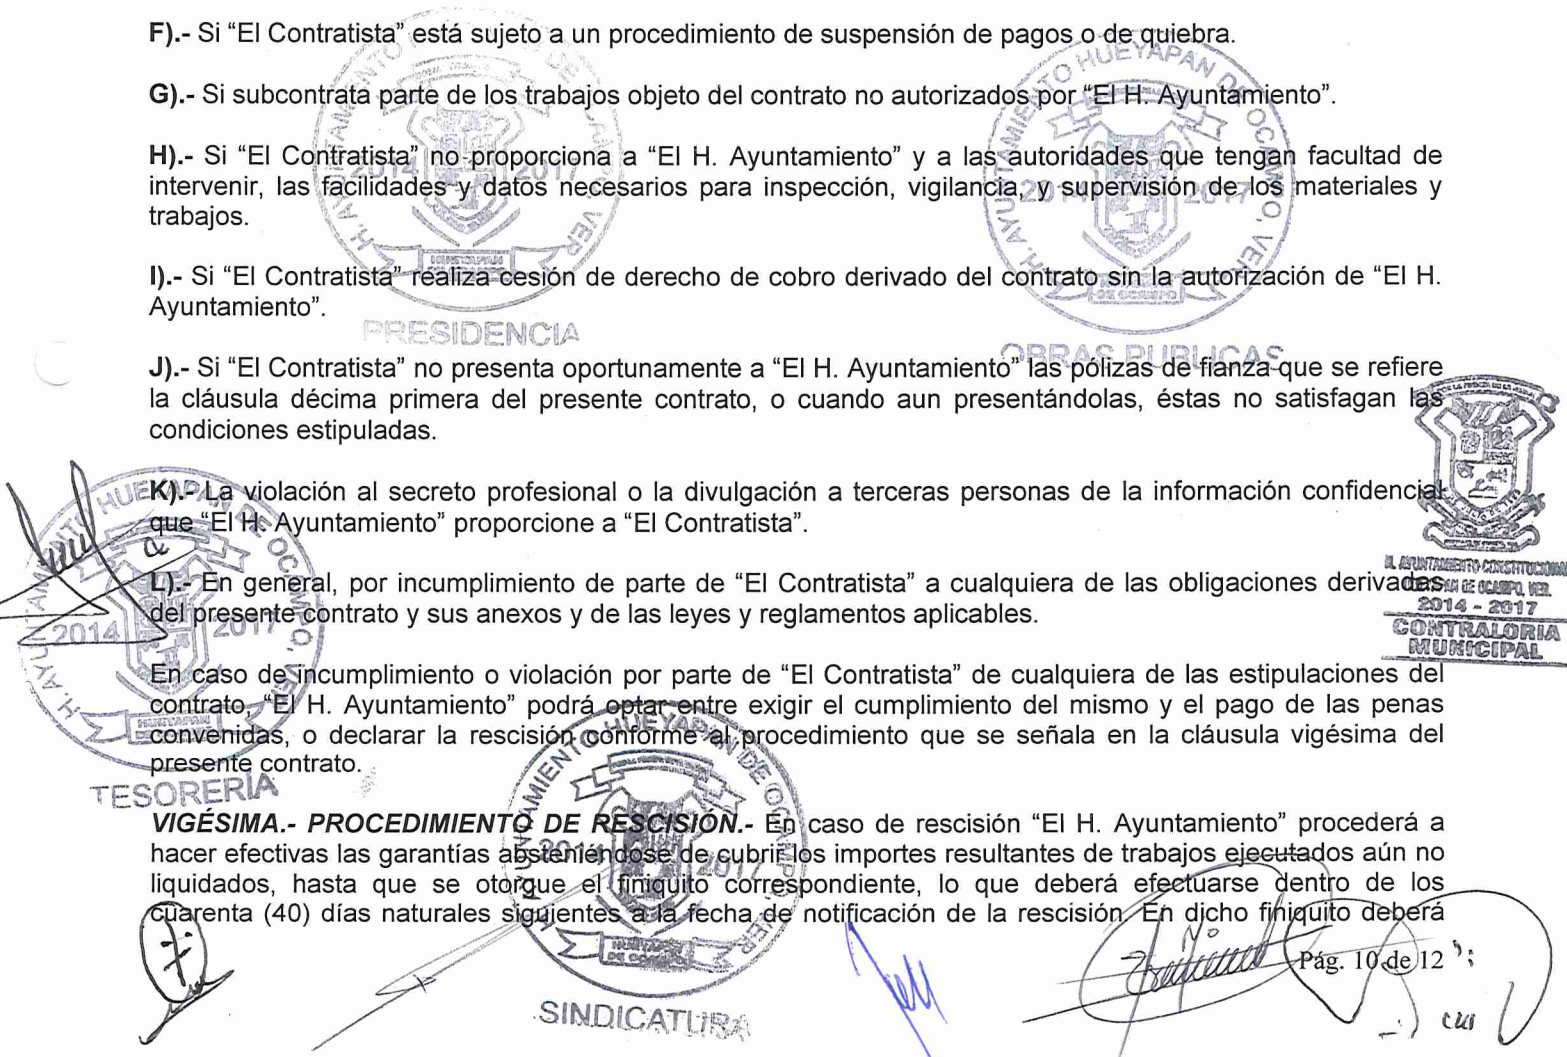 F).- Si “El Contratista” está sujeto a un procedimiento de suspensión de pagos o de quiebra.
G).- Si subcontrata parte de los trabajos objeto del contrato no autorizados por “El H. Ayuntamiento”.
H).- Si “El Contratista” no proporciona a “El H. Ayuntamiento” y a las autoridades que tengan facultad de
intervenir, las facilidades y datos necesarios para inspección, vigilancia, y supervisión de los materiales y
trabajos.
I).- Si “El Contratista” realiza cesión de derecho de cobro derivado del contrato sin la autorización de “El H.
Ayuntamiento”.
PRESIDENCIA
OBRAS PUBLICAS
J).- Si “El Contratista” no presenta oportunamente a “El H. Ayuntamiento” las pólizas de fianza que se refiere
la cláusula décima primera del presente contrato, o cuando aun presentándolas, éstas no satisfagan las
condiciones estipuladas.
K).- La violación al secreto profesional o la divulgación a terceras personas de la información confidencial
que “El H. Ayuntamiento” proporcione a “El Contratista”.
L).- En general, por incumplimiento de parte de “El Contratista” a cualquiera de las obligaciones derivadas
del presente contrato y sus anexos y de las leyes y reglamentos aplicables.
2014 - 2017
CONTRALORIA
MUNICIPAL
En caso de incumplimiento o violación por parte de “El Contratista” de cualquiera de las estipulaciones del
contrato, “El H. Ayuntamiento” podrá optar entre exigir el cumplimiento del mismo y el pago de las penas
convenidas, o declarar la rescisión conforme al procedimiento que se señala en la cláusula vigésima del
presente contrato.
TESORERÍA
VIGÉSIMA.- PROCEDIMIENTO DE RESCISIÓN.- En caso de rescisión “El H. Ayuntamiento” procederá a
hacer efectivas las garantías absteniéndose de cubrir los importes resultantes de trabajos ejecutados aún no
liquidados, hasta que se otorgue el finiquito correspondiente, lo que deberá efectuarse dentro de los
cuarenta (40) días naturales siguientes a la fecha de notificación de la rescisión. En dicho finiquito deberá
Pág. 10 de 12
SINDICATURA
H. AYUNTAMIENTO HUEYAPAN DE OCAMPO, VER
2014 2017